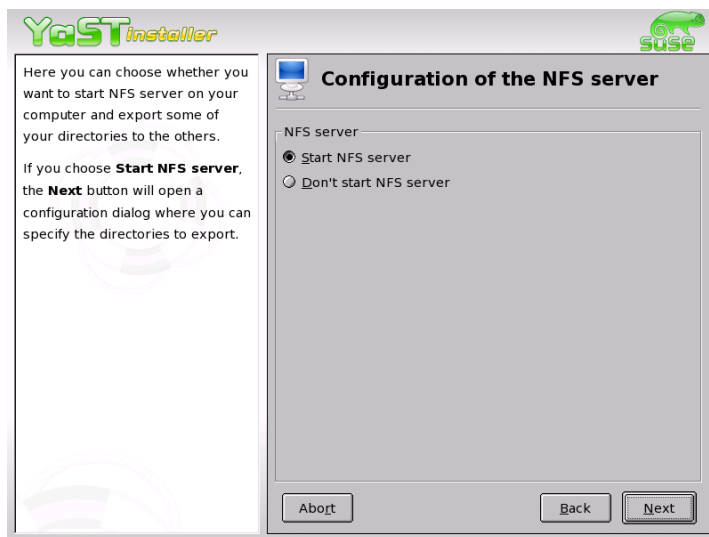 YaST installer
SUSE
Here you can choose whether you
want to start NFS server on your
computer and export some of
your directories to the others.
If you choose Start NFS server,
the Next button will open a
configuration dialog where you can
specify the directories to export.
Configuration of the NFS server
NFS server
Start NFS server
Don't start NFS server
Abort
Back
Next